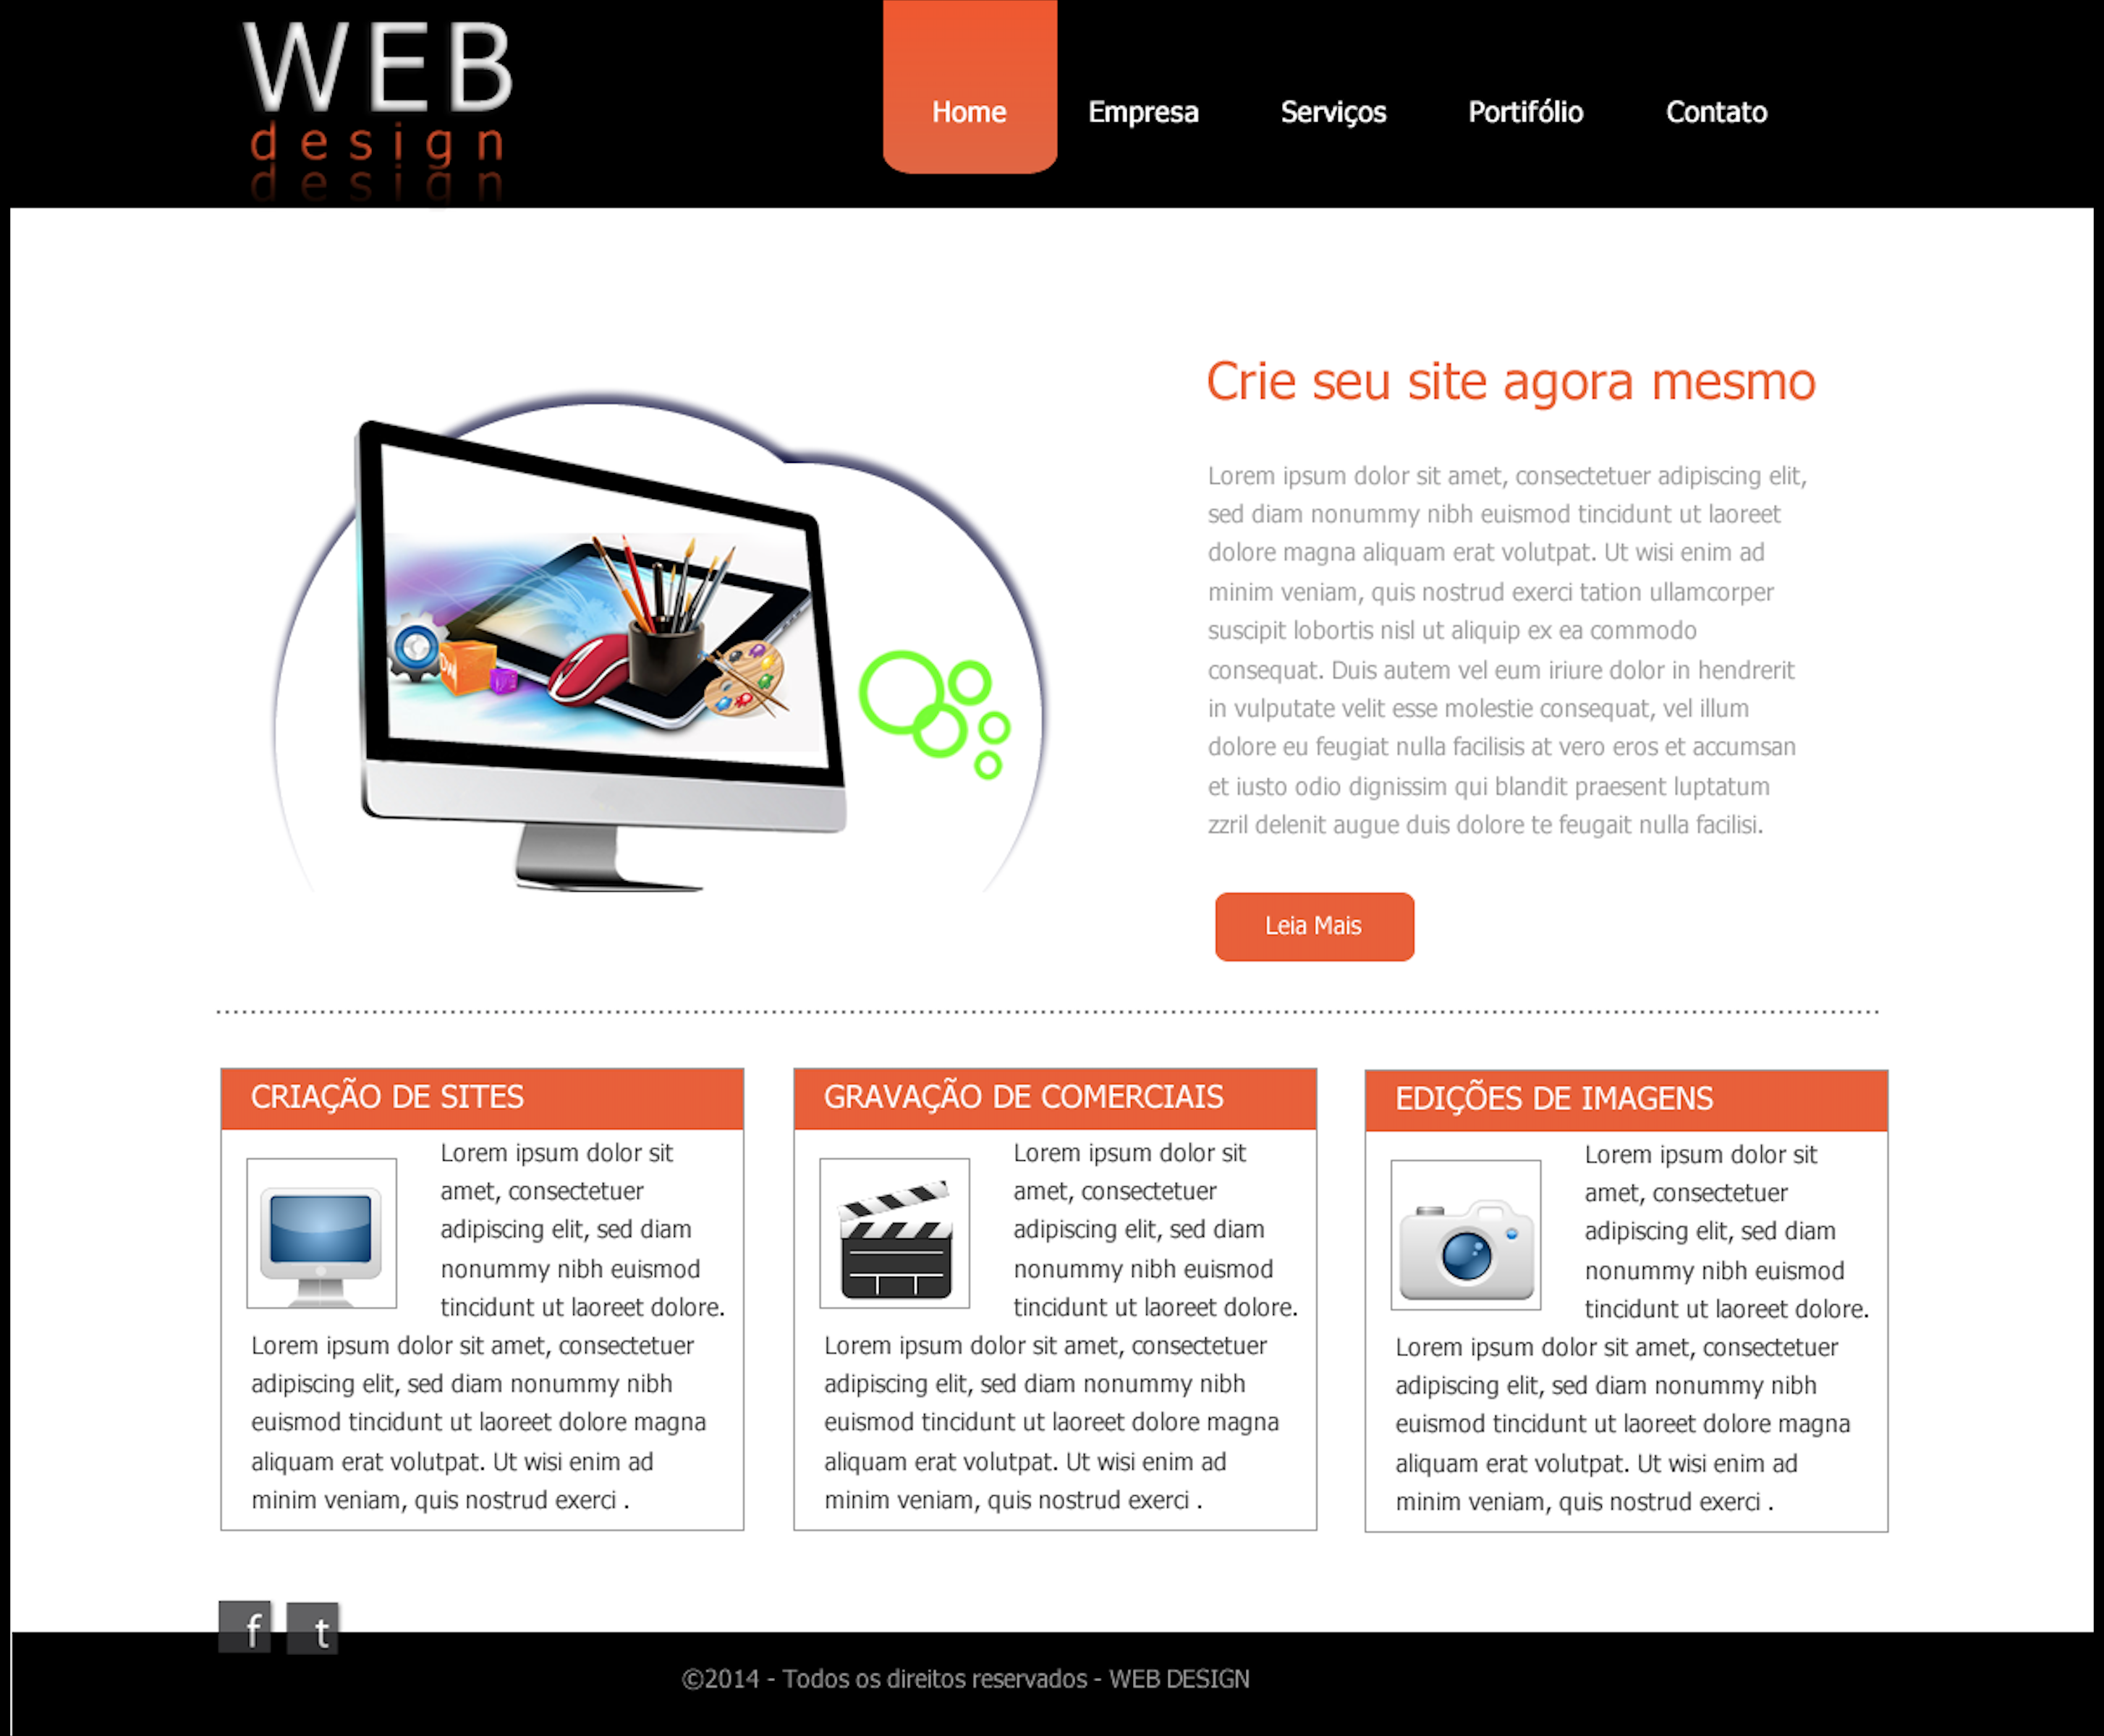 WEB
design
Home Empresa Serviços Portifólio Contato
Crie seu site agora mesmo
Lorem ipsum dolor sit amet, consectetuer adipiscing elit,
sed diam nonummy nibh euismod tincidunt ut laoreet
dolore magna aliquam erat volutpat. Ut wisi enim ad
minim veniam, quis nostrud exerci tation ullamcorper
suscipit lobortis nisl ut aliquip ex ea commodo
consequat. Duis autem vel eum iriure dolor in hendrerit
in vulputate velit esse molestie consequat, vel illum
dolore eu feugiat nulla facilisis at vero eros et accumsan
et iusto odio dignissim qui blandit praesent luptatum
zzril delenit augue duis dolore te feugait nulla facilisi.
Leia Mais
CRIAÇÃO DE SITES
Lorem ipsum dolor sit
amet, consectetuer
adipiscing elit, sed diam
nonummy nibh euismod
tincidunt ut laoreet dolore.
Lorem ipsum dolor sit amet, consectetuer
adipiscing elit, sed diam nonummy nibh
euismod tincidunt ut laoreet dolore magna
aliquam erat volutpat. Ut wisi enim ad
minim veniam, quis nostrud exerci .
GRAVAÇÃO DE COMERCIAIS
Lorem ipsum dolor sit
amet, consectetuer
adipiscing elit, sed diam
nonummy nibh euismod
tincidunt ut laoreet dolore.
Lorem ipsum dolor sit amet, consectetuer
adipiscing elit, sed diam nonummy nibh
euismod tincidunt ut laoreet dolore magna
aliquam erat volutpat. Ut wisi enim ad
minim veniam, quis nostrud exerci .
EDIÇÕES DE IMAGENS
Lorem ipsum dolor sit
amet, consectetuer
adipiscing elit, sed diam
nonummy nibh euismod
tincidunt ut laoreet dolore.
Lorem ipsum dolor sit amet, consectetuer
adipiscing elit, sed diam nonummy nibh
euismod tincidunt ut laoreet dolore magna
aliquam erat volutpat. Ut wisi enim ad
minim veniam, quis nostrud exerci .
f t
©2014 - Todos os direitos reservados - WEB DESIGN